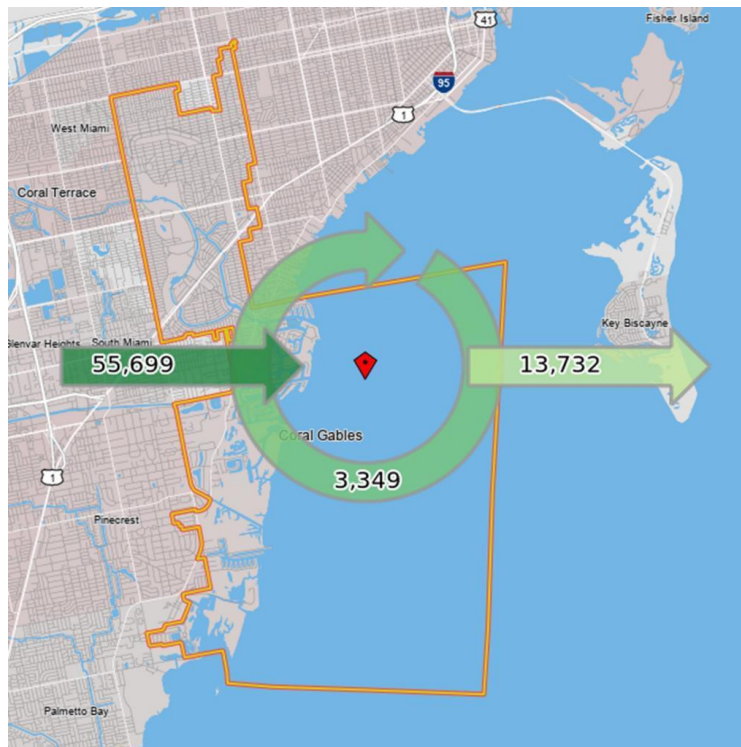 Fisher Island
41
95
1
West Miami
Coral Terrace
Key Biscayne
South Miami
Glenvar Heights
55,699
13,732
Coral Gables
3,349
1
Pinecrest
Palmetto Bay